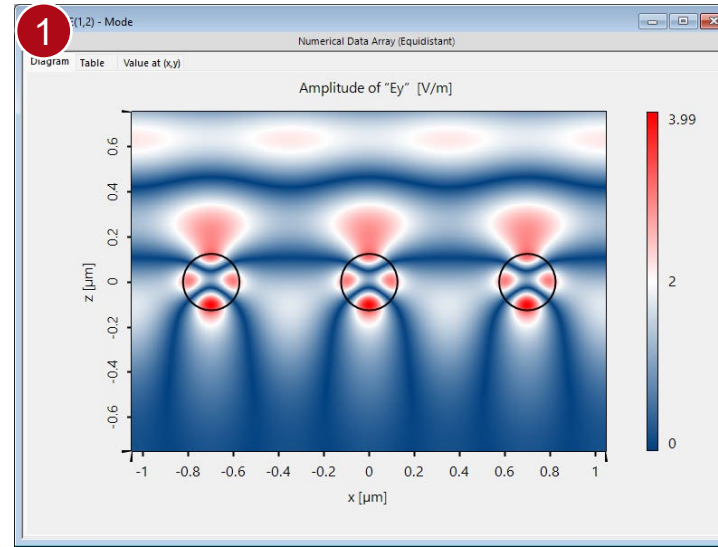 1
E(1,2) - Mode
Numerical Data Array (Equidistant)
Diagram Table Value at (x,y)
Amplitude of "Ey" [V/m]
3.99
2
0
0.6
0.4
0.2
0
-0.2
-0.4
-0.6
z [µm]
-1 -0.8 -0.6 -0.4 -0.2 0 0.2 0.4 0.6 0.8 1
x [µm]